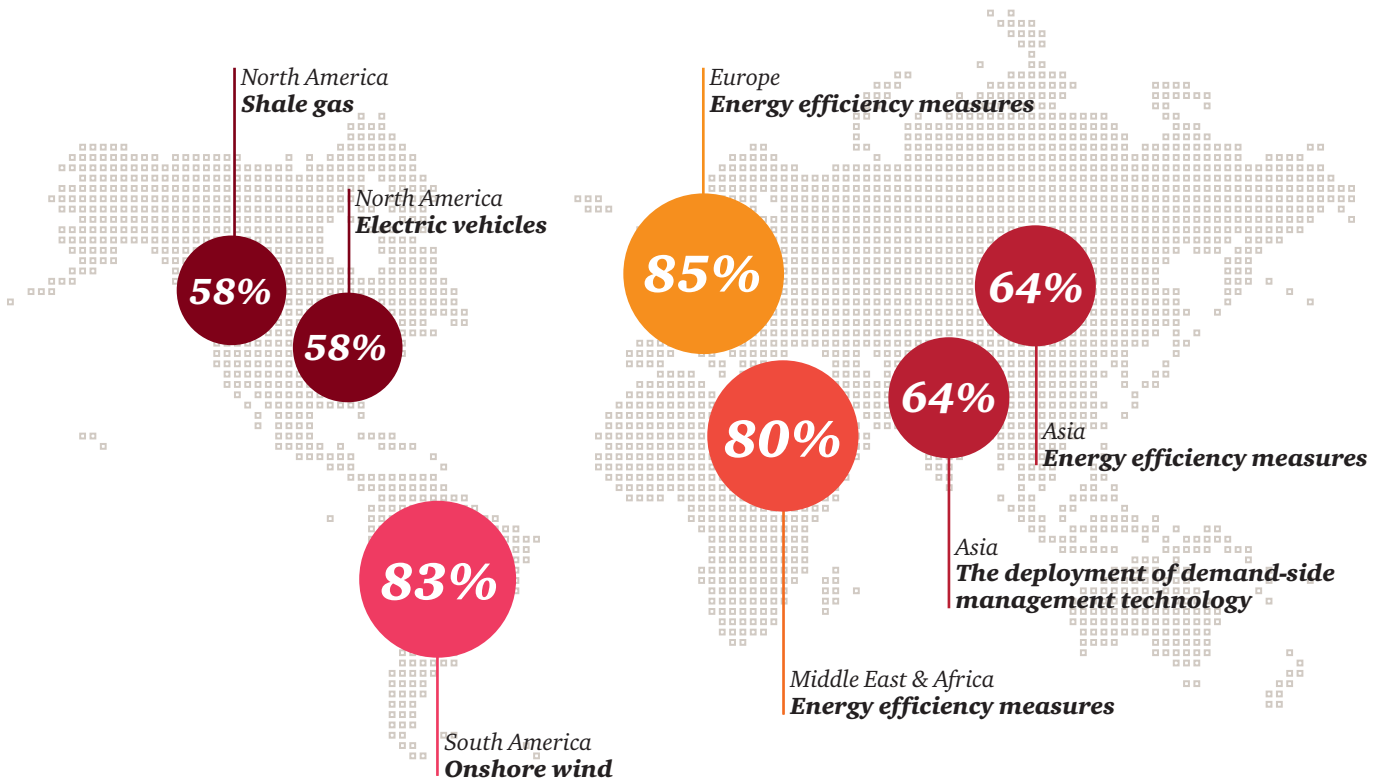 North America
Shale gas
North America
Electric vehicles
58%
58%
Europe
Energy efficiency measures
85%
64%
Asia
Energy efficiency measures
64%
Asia
The deployment of demand-side
management technology
80%
Middle East & Africa
Energy efficiency measures
83%
South America
Onshore wind